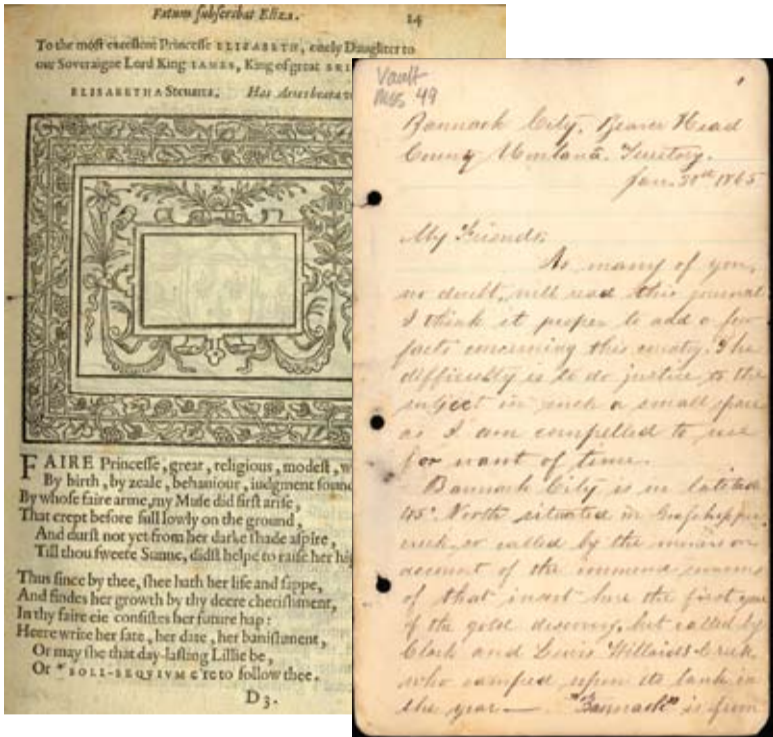 Fatum subscribat Eliza.
14
To the most excellent Princesse ELIZABETH, onely Daughter to
our Soveraigne Lord King IAMES, King of great BRI
ELISABETHA Steuarta. Has Artes beata
FAIRE Princesse, great, religious, modest, w
By birth, by zeale, behaviour, iudgment sound
By whose faire arme, my Muse did first arise,
That crept before full lowly on the ground,
And durst not yet from her darke shade aspire,
Till thou sweete Sunne, didst helpe to raise her hig
Thus since by thee, shee hath her life and sappe,
And findes her growth by thy deere cherishment,
In thy faire eie consistes her future hap:
Heere write her fate, her date, her banishment,
Or may she that day-lasting Lillie be,
Or SOLI-SEQVIVM e're to follow thee.
D 3.
Vault
Mss 49
Bannack City, Beaver Head
County Montana Territory.
Jan. 1865
My Friends,
As many of you,
no doubt, will read this journal
I think it proper to add a few
facts concerning this county. The
difficulty is to do justice to the
subject in such a small space
as I am compelled to use
for want of time.
Bannack City is in latitude
45° North situated in Grasshopper
creek, so called by the miners on
account of the immense swarms
of that insect here the first year
of the gold discovery, but called by
Clark and Lewis Willards Creek
who camped upon its bank in
the year — "Bannack" is from